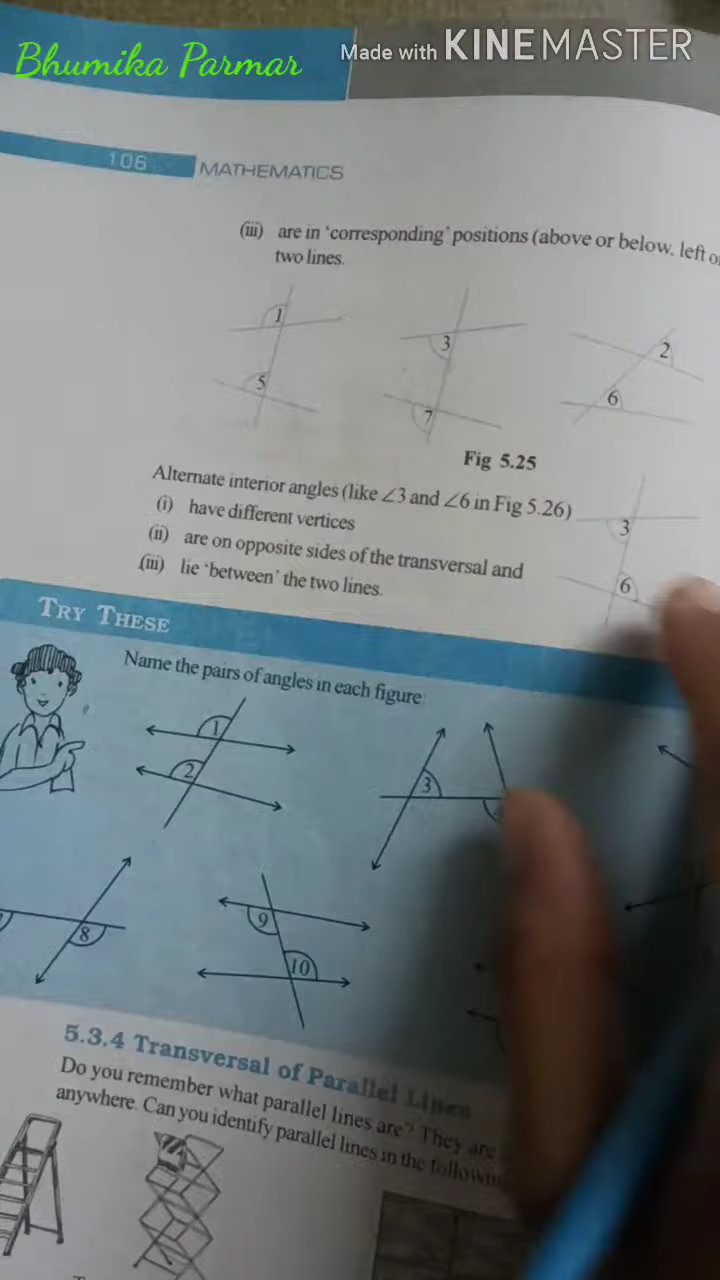 Bhumika Parmar
Made with KINEMASTER
106 MATHEMATICS
(iii) are in 'corresponding' positions (above or below, left
two lines.
1
3
2
5
7
6
Fig 5.25
Alternate interior angles (like ∠3 and ∠6 in Fig 5.26)
(i) have different vertices
(ii) are on opposite sides of the transversal and
(iii) lie 'between' the two lines.
3
6
TRY THESE
Name the pairs of angles in each figure:
1
2
3
8
9
10
5.3.4 Transversal of Parallel Lines
Do you remember what parallel lines are? They are
anywhere. Can you identify parallel lines in the